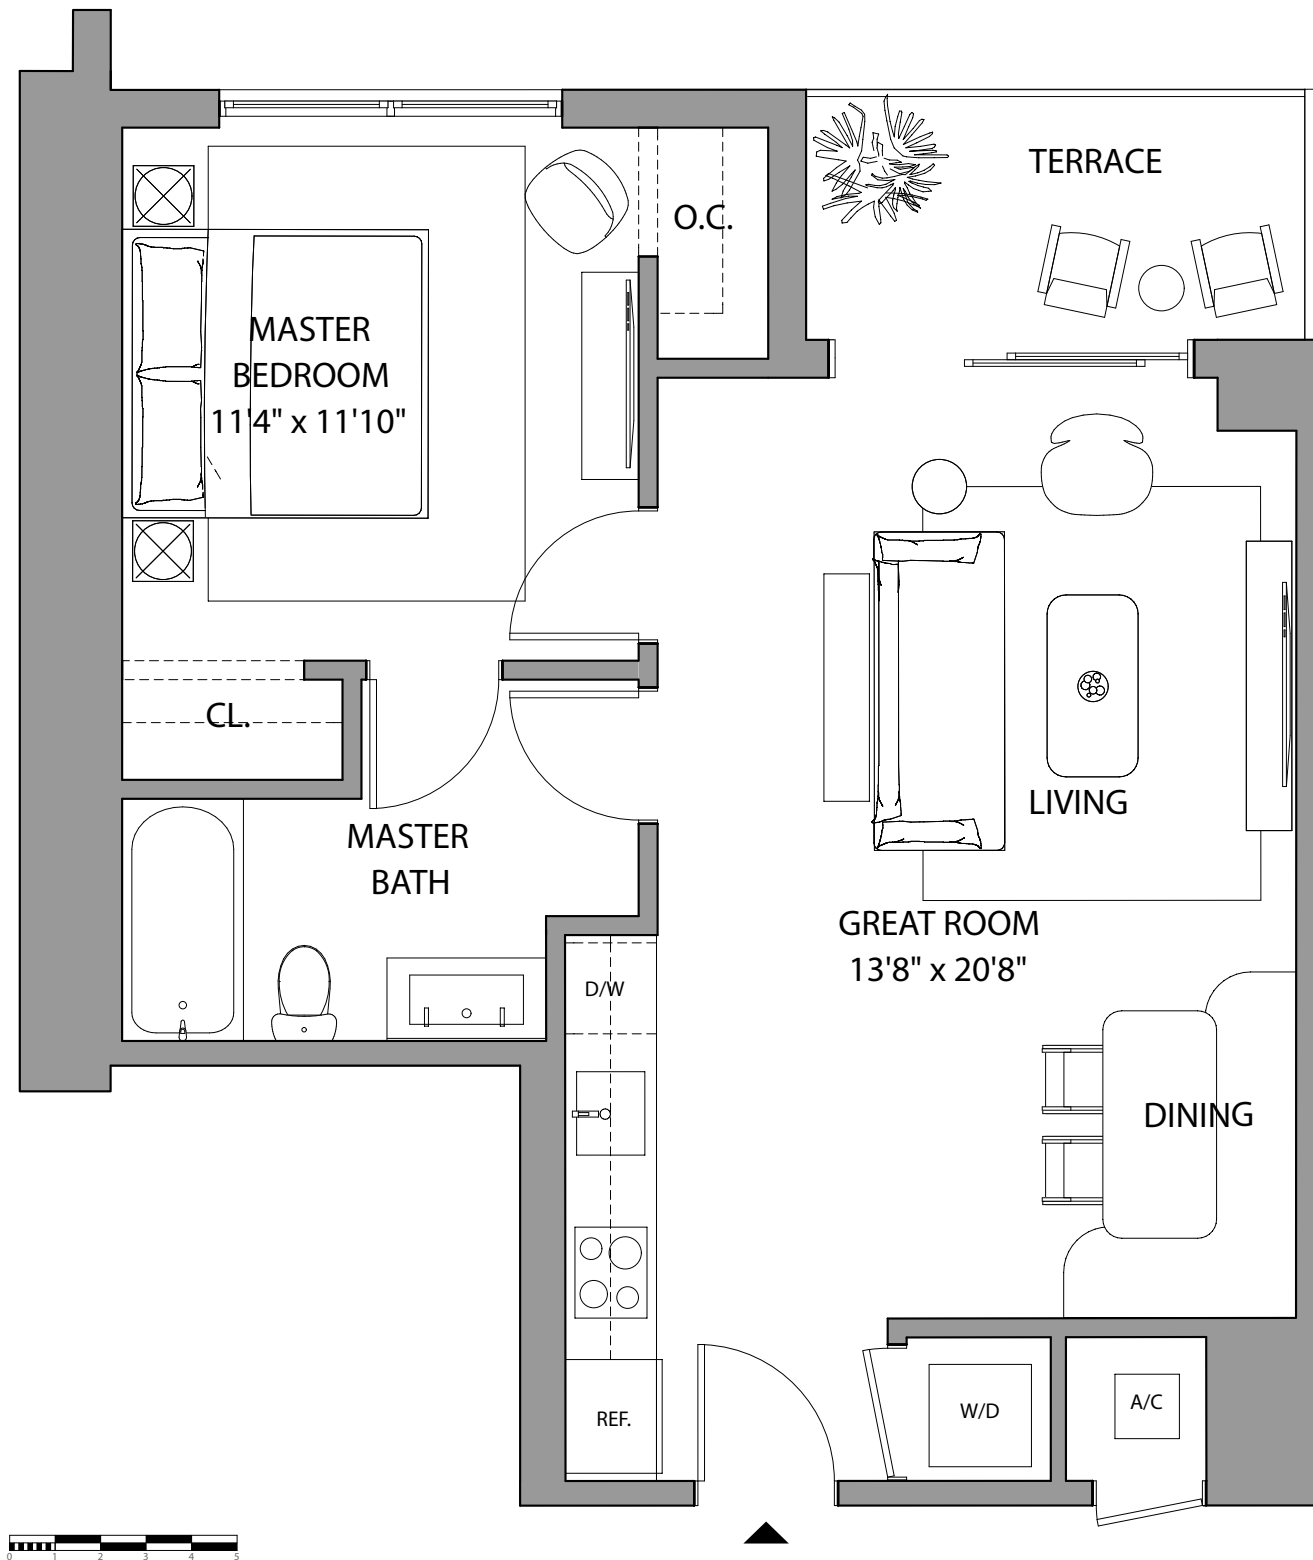 TERRACE
O.C.
MASTER
BEDROOM
11'4" x 11'10"
CL.
LIVING
MASTER
BATH
GREAT ROOM
13'8" x 20'8"
D/W
DINING
REF.
W/D
A/C
0 1 2 3 4 5